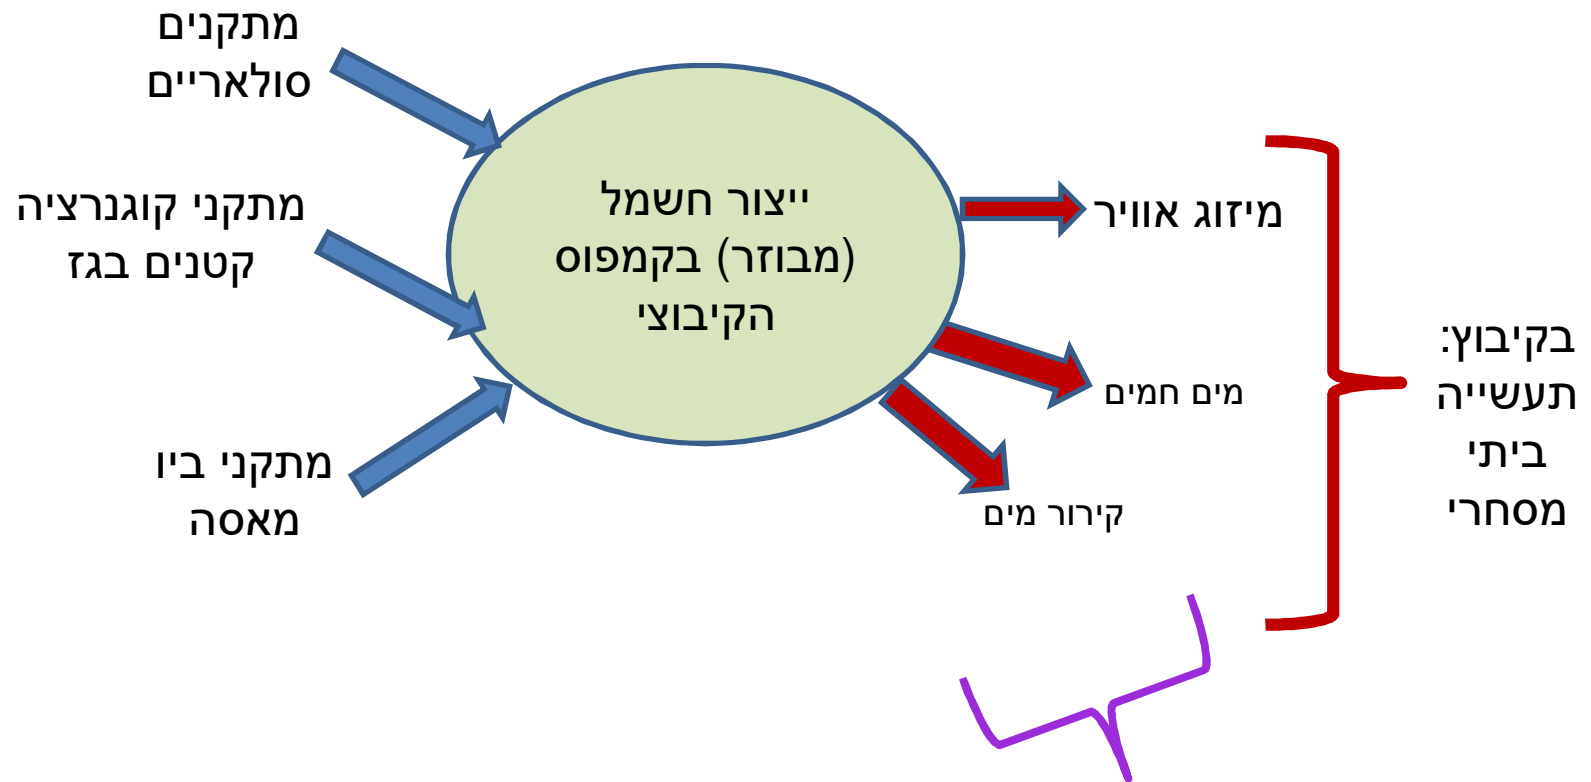 מתקנים
סולאריים
מתקני קוגנרציה
קטנים בגז
מתקני ביו
מאסה
ייצור חשמל
(מבוזר) בקמפוס
הקיבוצי
מיזוג אוויר
מים חמים
קירור מים
בקיבוץ:
תעשייה
ביתי
מסחרי